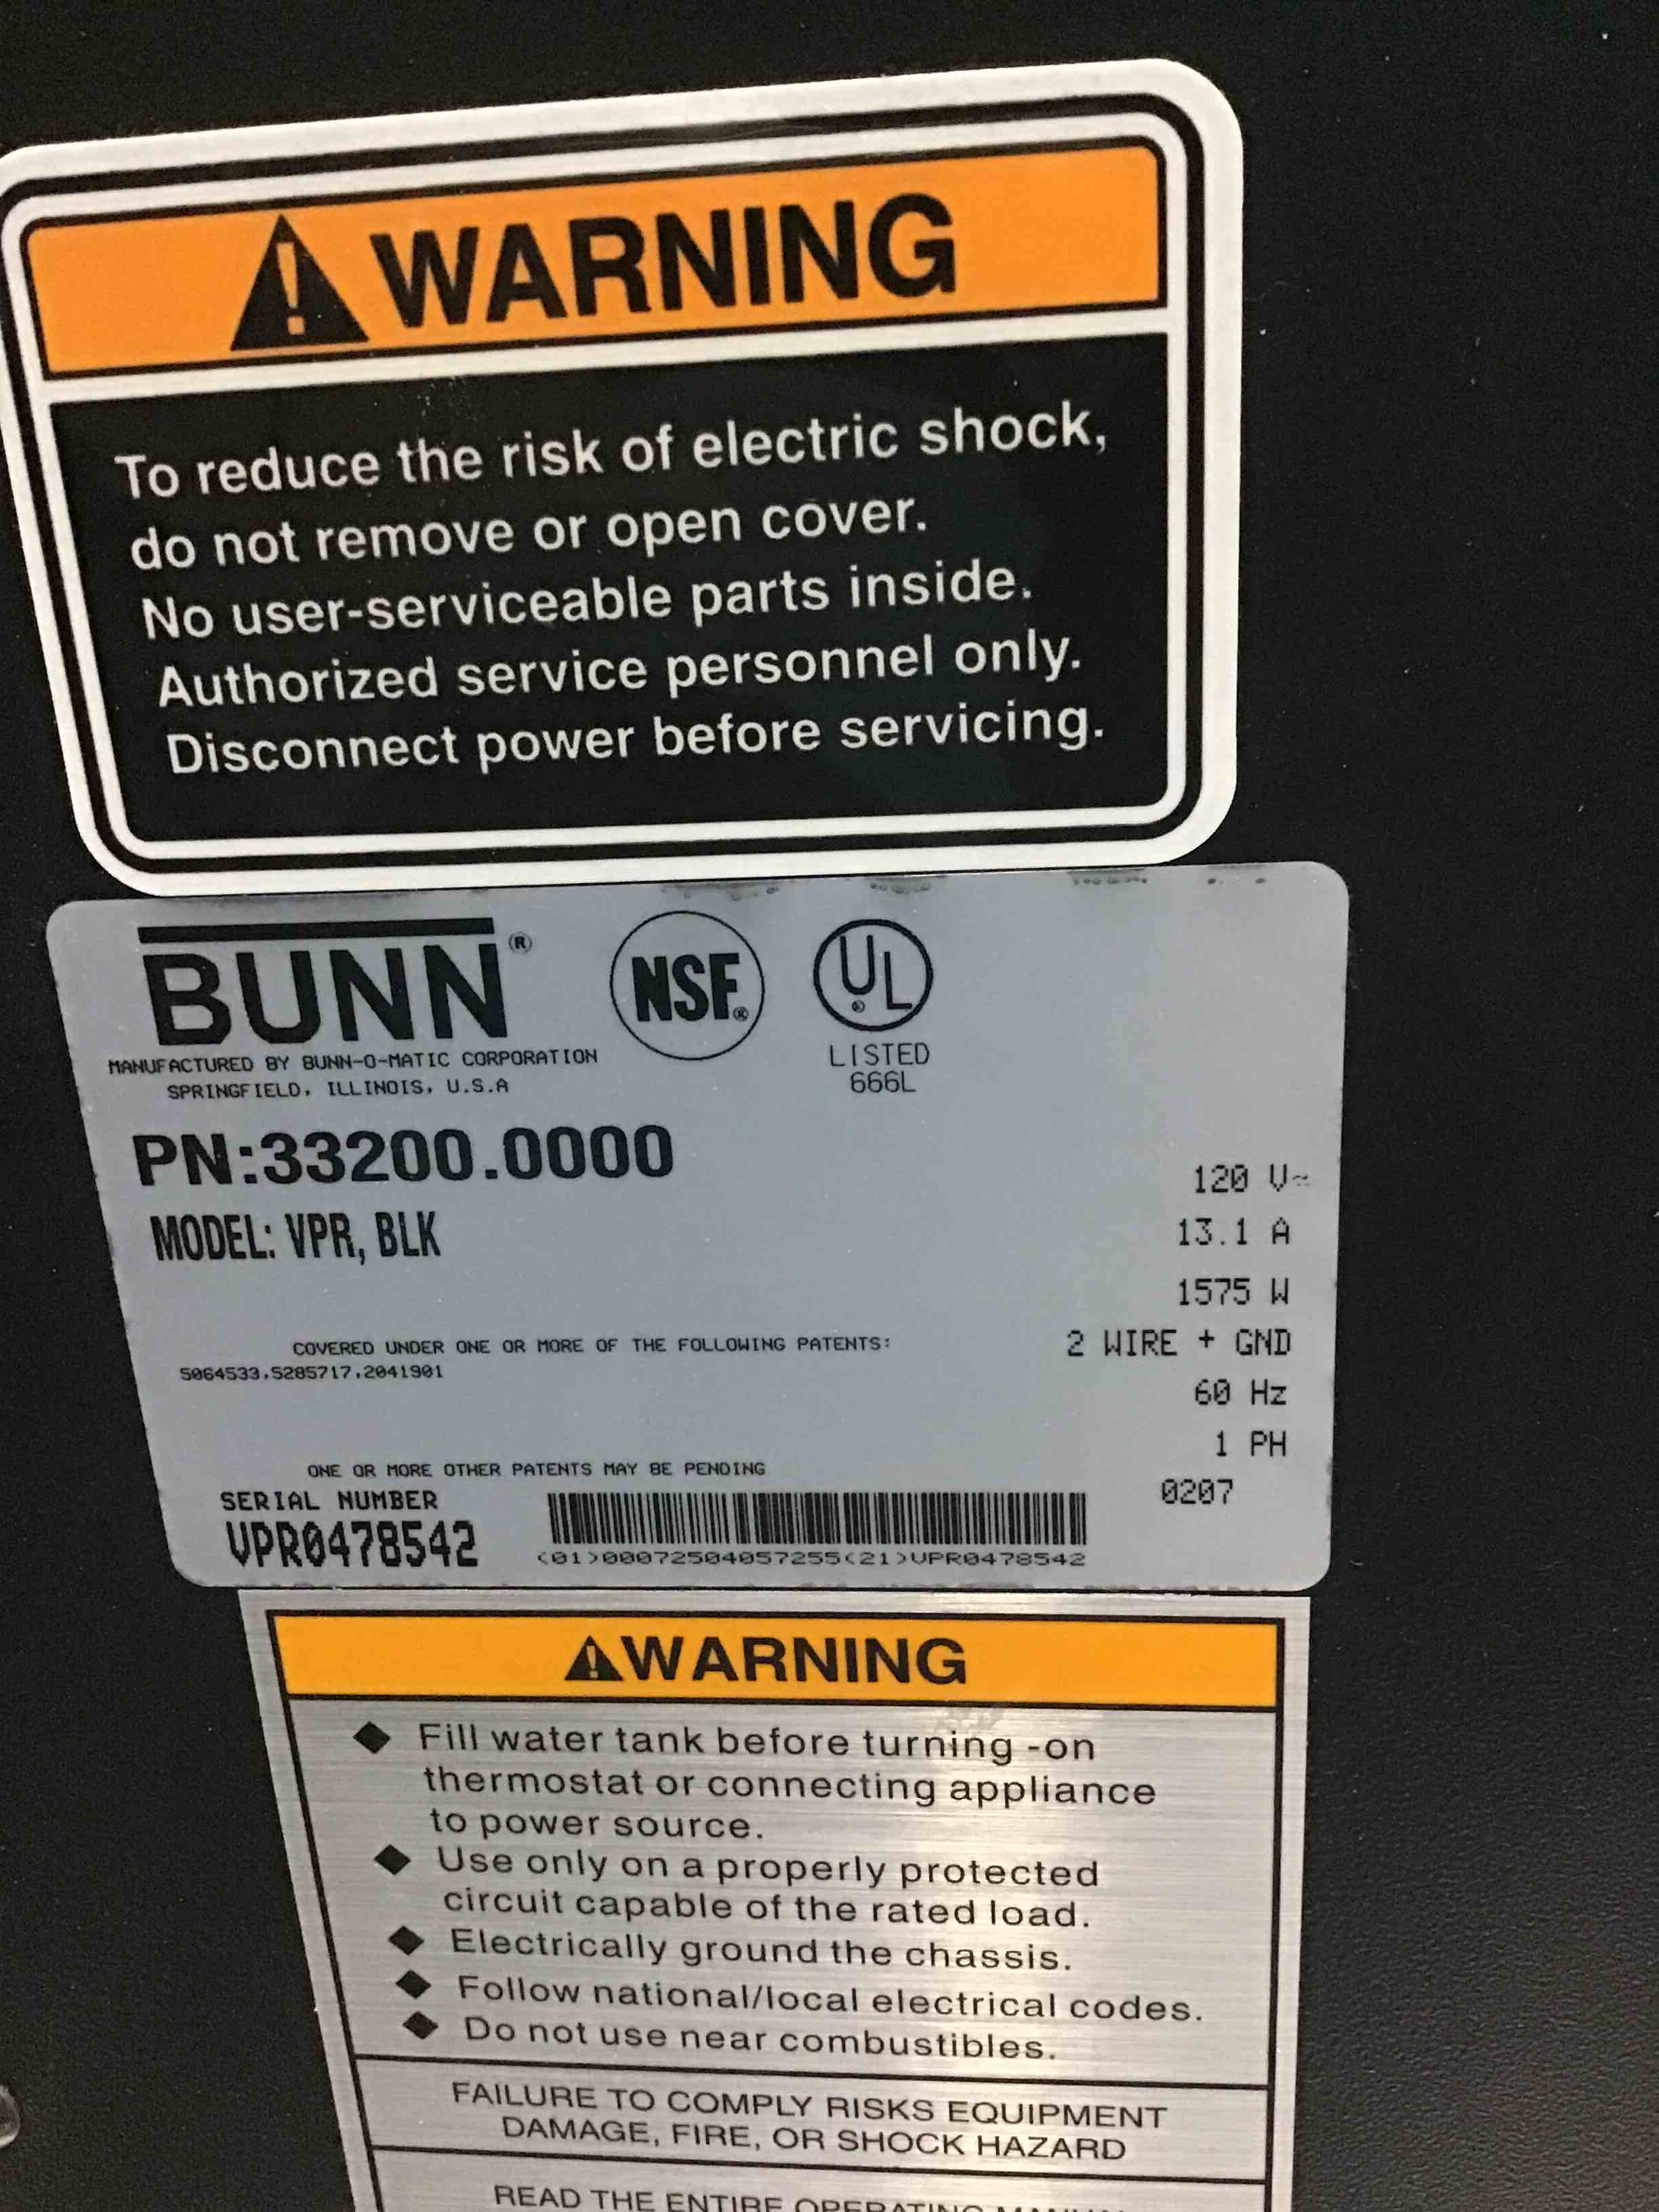 WARNING
To reduce the risk of electric shock,
do not remove or open cover.
No user-serviceable parts inside.
Authorized service personnel only.
Disconnect power before servicing.
BUNN®
NSF®
UL®
LISTED
666L
MANUFACTURED BY BUNN-O-MATIC CORPORATION
SPRINGFIELD, ILLINOIS, U.S.A
PN:33200.0000
MODEL: VPR, BLK
120 V~
13.1 A
1575 W
2 WIRE + GND
60 Hz
1 PH
0207
COVERED UNDER ONE OR MORE OF THE FOLLOWING PATENTS:
5064533,5285717,2041901
ONE OR MORE OTHER PATENTS MAY BE PENDING
SERIAL NUMBER
VPR0478542
(01)00072504057255(21)VPR0478542
WARNING
◆ Fill water tank before turning -on
thermostat or connecting appliance
to power source.
◆ Use only on a properly protected
circuit capable of the rated load.
◆ Electrically ground the chassis.
◆ Follow national/local electrical codes.
◆ Do not use near combustibles.
FAILURE TO COMPLY RISKS EQUIPMENT
DAMAGE, FIRE, OR SHOCK HAZARD
READ THE ENTIRE OPERATING